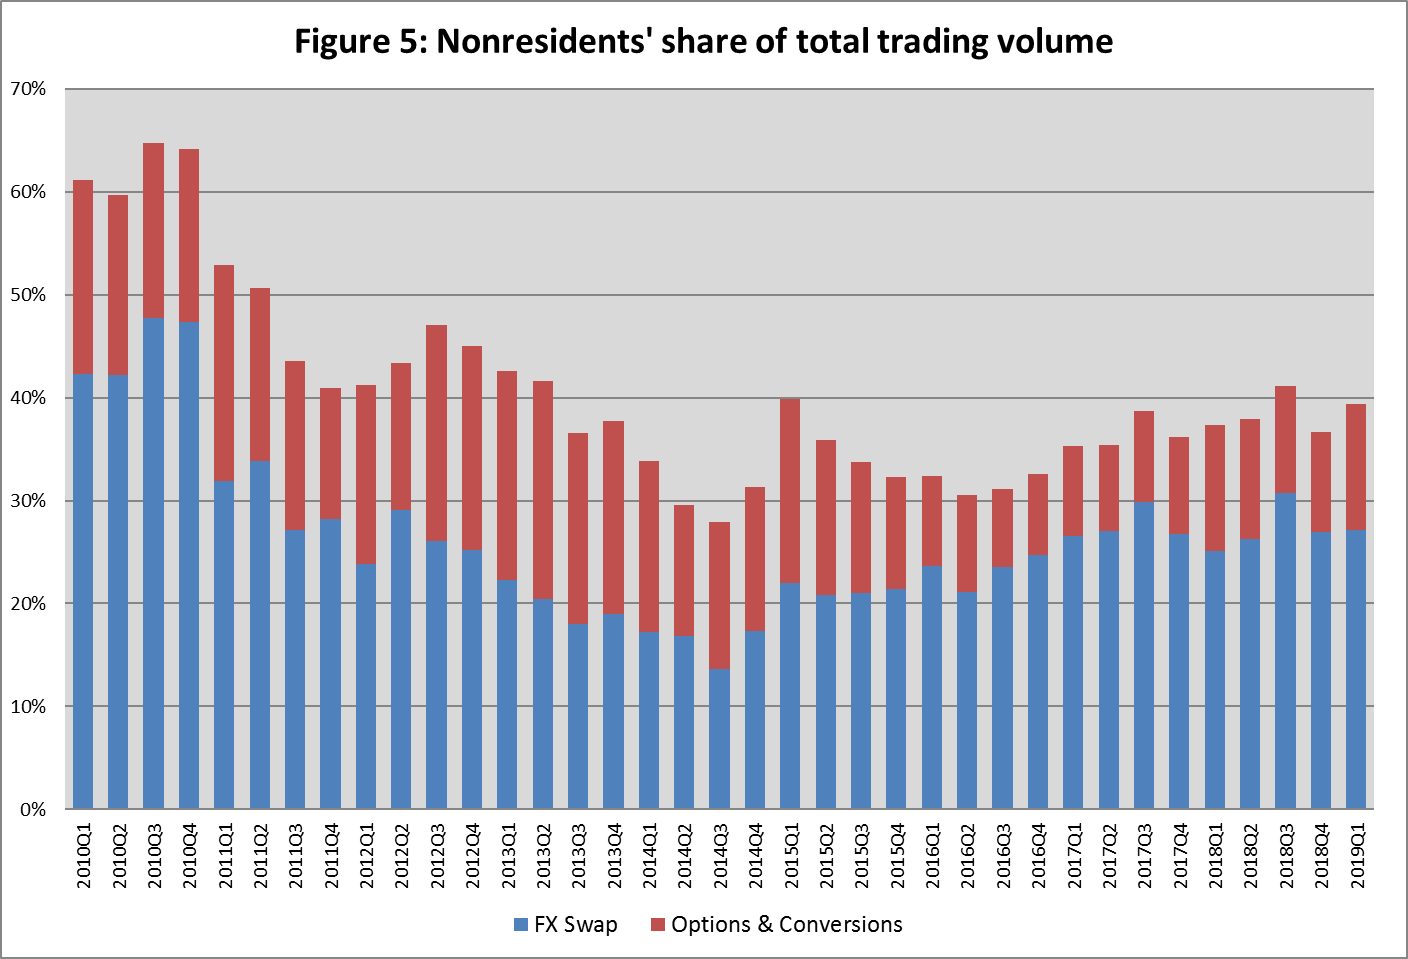 Figure 5: Nonresidents' share of total trading volume
70%
60%
50%
40%
30%
20%
10%
0%
2010Q1
2010Q2
2010Q3
2010Q4
2011Q1
2011Q2
2011Q3
2011Q4
2012Q1
2012Q2
2012Q3
2012Q4
2013Q1
2013Q2
2013Q3
2013Q4
2014Q1
2014Q2
2014Q3
2014Q4
2015Q1
2015Q2
2015Q3
2015Q4
2016Q1
2016Q2
2016Q3
2016Q4
2017Q1
2017Q2
2017Q3
2017Q4
2018Q1
2018Q2
2018Q3
2018Q4
2019Q1
FX Swap
Options & Conversions